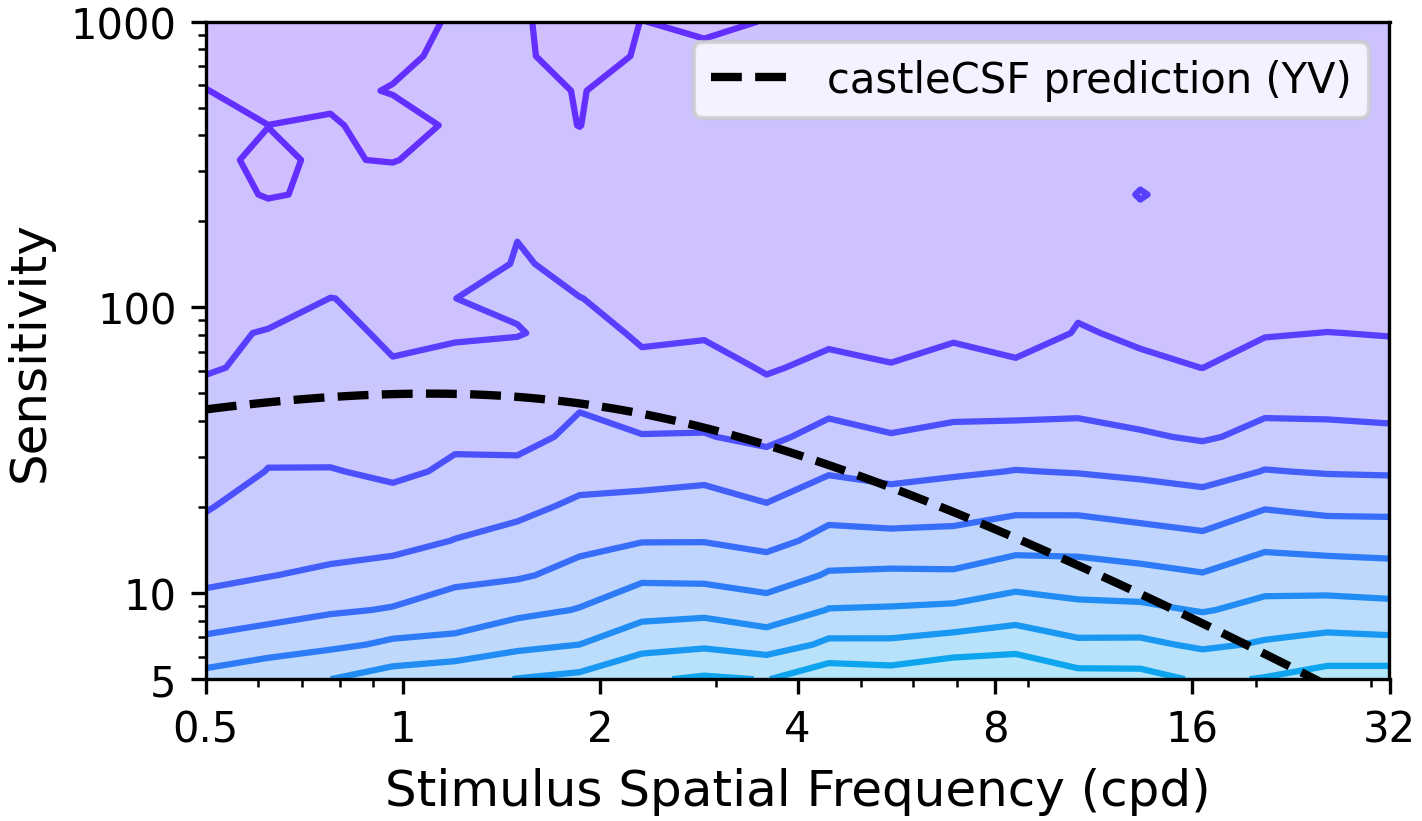 1000
castleCSF prediction (YV)
100
10
5
Sensitivity
0.5 1 2 4 8 16 32
Stimulus Spatial Frequency (cpd)